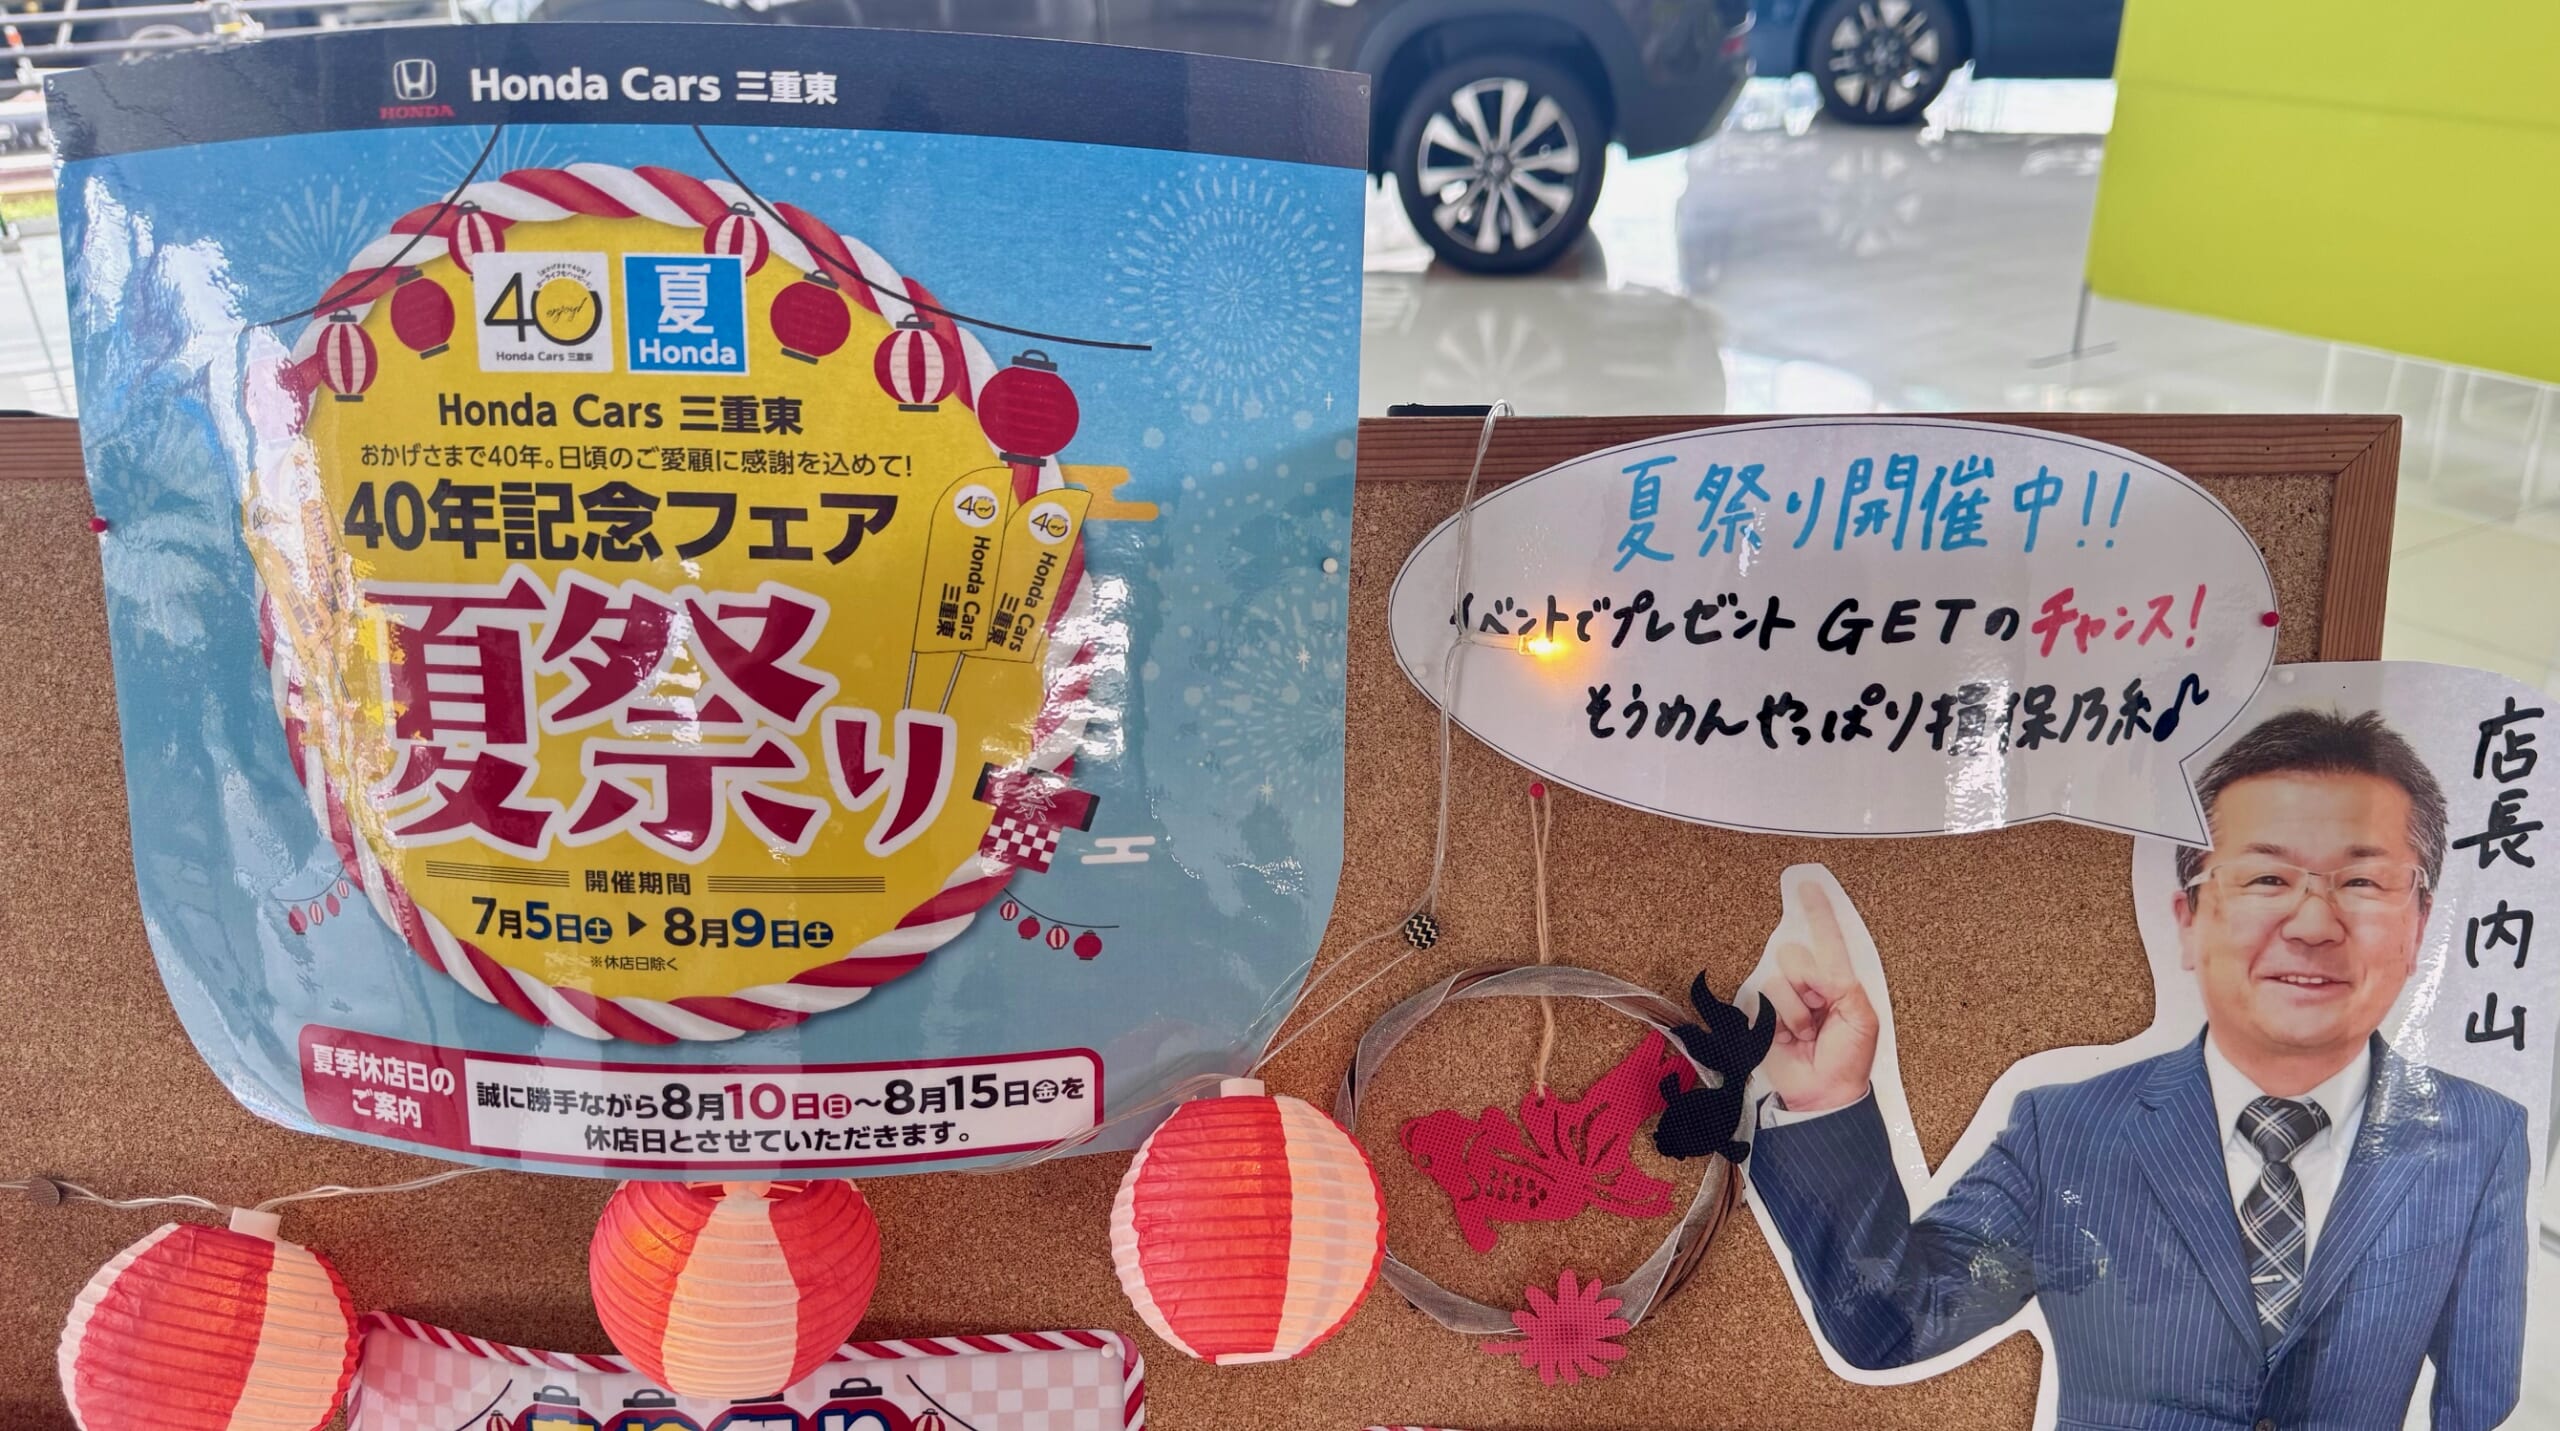 HONDA
Honda Cars 三重東
40
enjoy!
Honda Cars 三重東
夏
Honda
Honda Cars 三重東
おかげさまで40年。日頃のご愛顧に感謝を込めて!
40年記念フェア
夏祭り
40 Honda Cars 三重東
40 Honda Cars 三重東
祭
開催期間
7月5日土 ▶ 8月9日土
※休店日除く
夏季休店日の
ご案内
誠に勝手ながら8月10日日〜8月15日金を
休店日とさせていただきます。
夏祭り開催中!!
イベントでプレゼントGETのチャンス!
そうめんやっぱり揖保乃糸♪
店長 内山